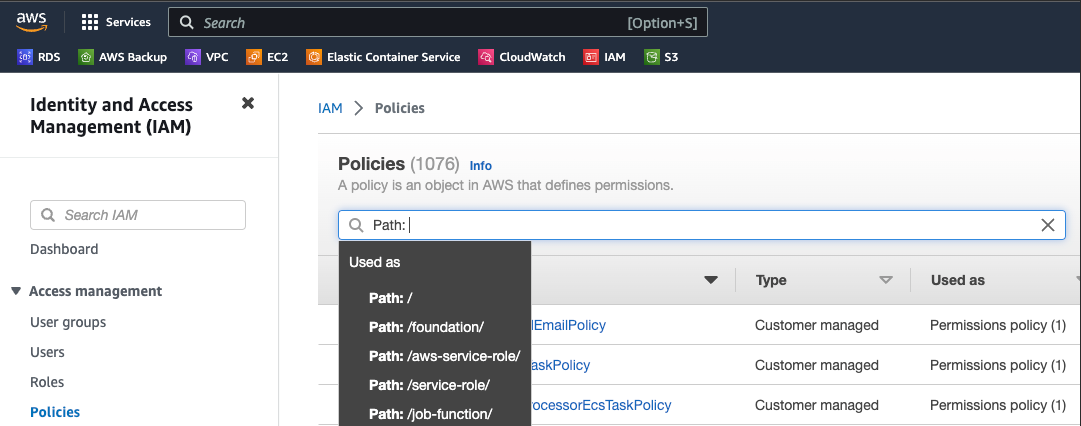 aws
Services
Search
[Option+S]
RDS
AWS Backup
VPC
EC2
Elastic Container Service
CloudWatch
IAM
S3
Identity and Access
Management (IAM)
Search IAM
Dashboard
Access management
User groups
Users
Roles
Policies
IAM > Policies
Policies (1076) Info
A policy is an object in AWS that defines permissions.
Path:
Used as
Path: /
Path: /foundation/
Path: /aws-service-role/
Path: /service-role/
Path: /job-function/
Type
Used as
lEmailPolicy
Customer managed
Permissions policy (1)
askPolicy
Customer managed
Permissions policy (1)
rocessorEcsTaskPolicy
Customer managed
Permissions policy (1)